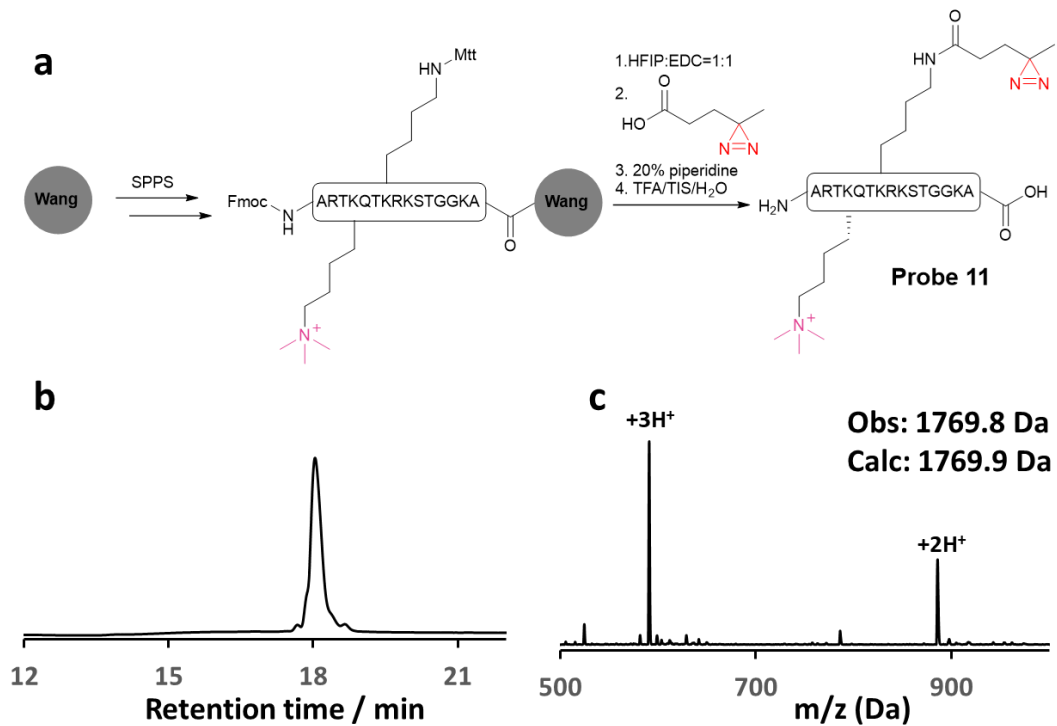 a
HN
Mtt
1.HFIP:EDC=1:1
2.
O
HO
N=N
3. 20% piperidine
4. TFA/TIS/H₂O
Wang
SPPS
Fmoc
N
H
ARTKQTKRKSTGGKA
O
Wang
N⁺
O
HN
N=N
H₂N
ARTKQTKRKSTGGKA
OH
O
N⁺
Probe 11
b
12 15 18 21
Retention time / min
c
+3H⁺
Obs: 1769.8 Da
Calc: 1769.9 Da
+2H⁺
500 700 900
m/z (Da)